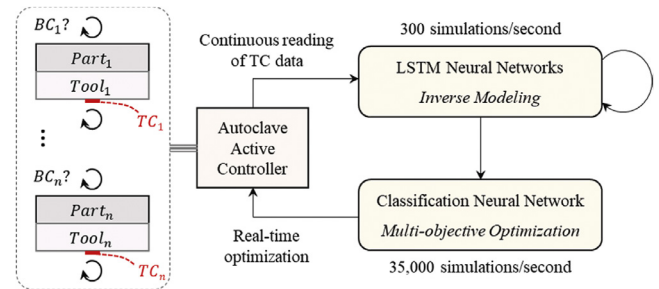 BC₁?
Part₁
Tool₁
TC₁
⋮
BCₙ?
Partₙ
Toolₙ
TCₙ
Autoclave
Active
Controller
Continuous reading
of TC data
Real-time
optimization
300 simulations/second
LSTM Neural Networks
Inverse Modeling
Classification Neural Network
Multi-objective Optimization
35,000 simulations/second